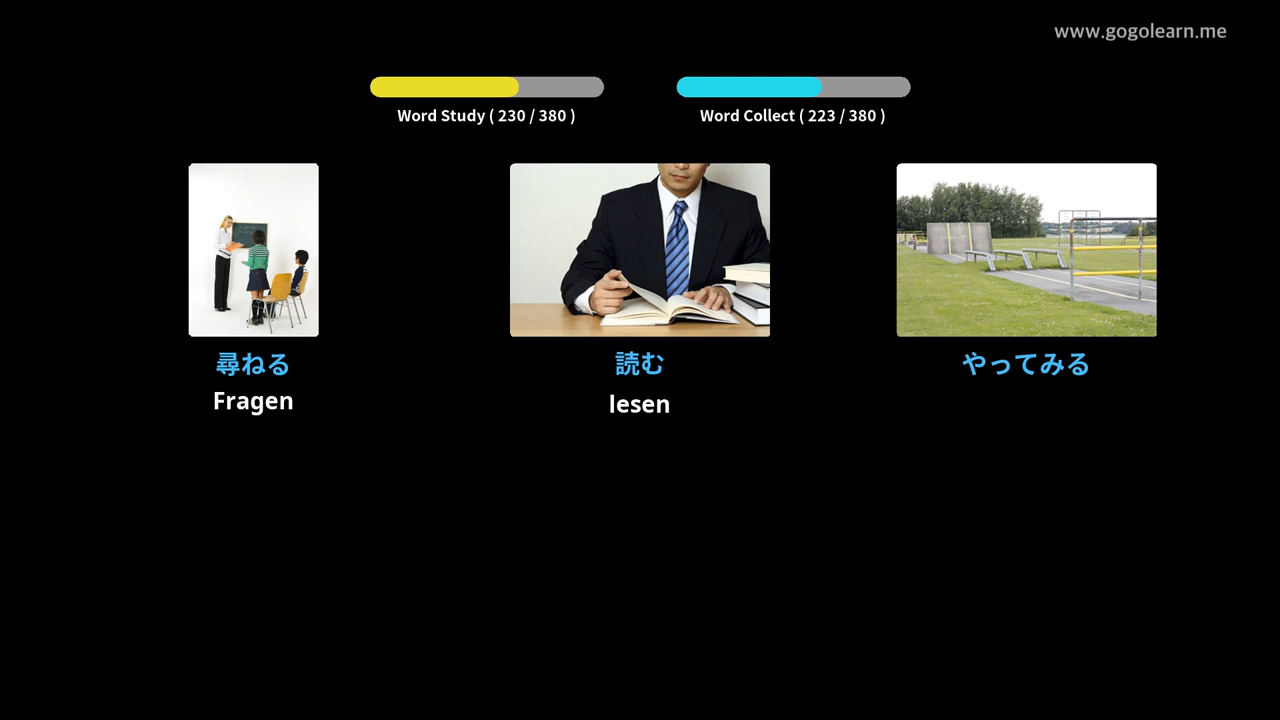 www.gogolearn.me
Word Study ( 230 / 380 )
Word Collect ( 223 / 380 )
尋ねる
Fragen
読む
lesen
やってみる